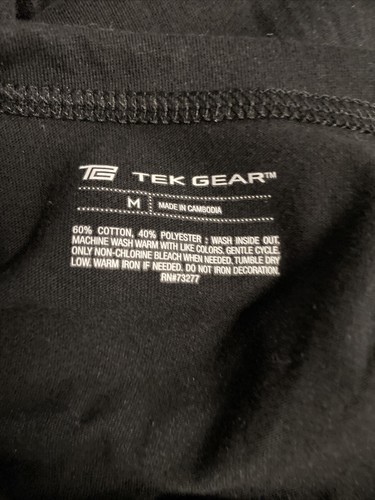 TG TEK GEAR™
M MADE IN CAMBODIA
60% COTTON, 40% POLYESTER : WASH INSIDE OUT.
MACHINE WASH WARM WITH LIKE COLORS. GENTLE CYCLE.
ONLY NON-CHLORINE BLEACH WHEN NEEDED. TUMBLE DRY
LOW. WARM IRON IF NEEDED. DO NOT IRON DECORATION.
RN#73277